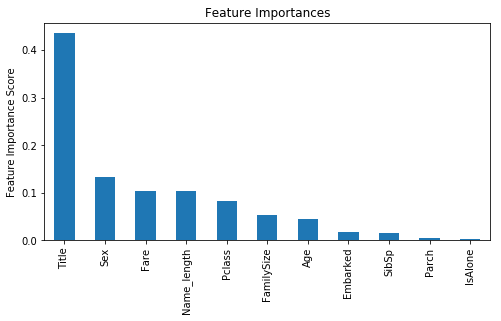 Feature Importances
Feature Importance Score
0.4
0.3
0.2
0.1
0.0
Title
Sex
Fare
Name_length
Pclass
FamilySize
Age
Embarked
SibSp
Parch
IsAlone